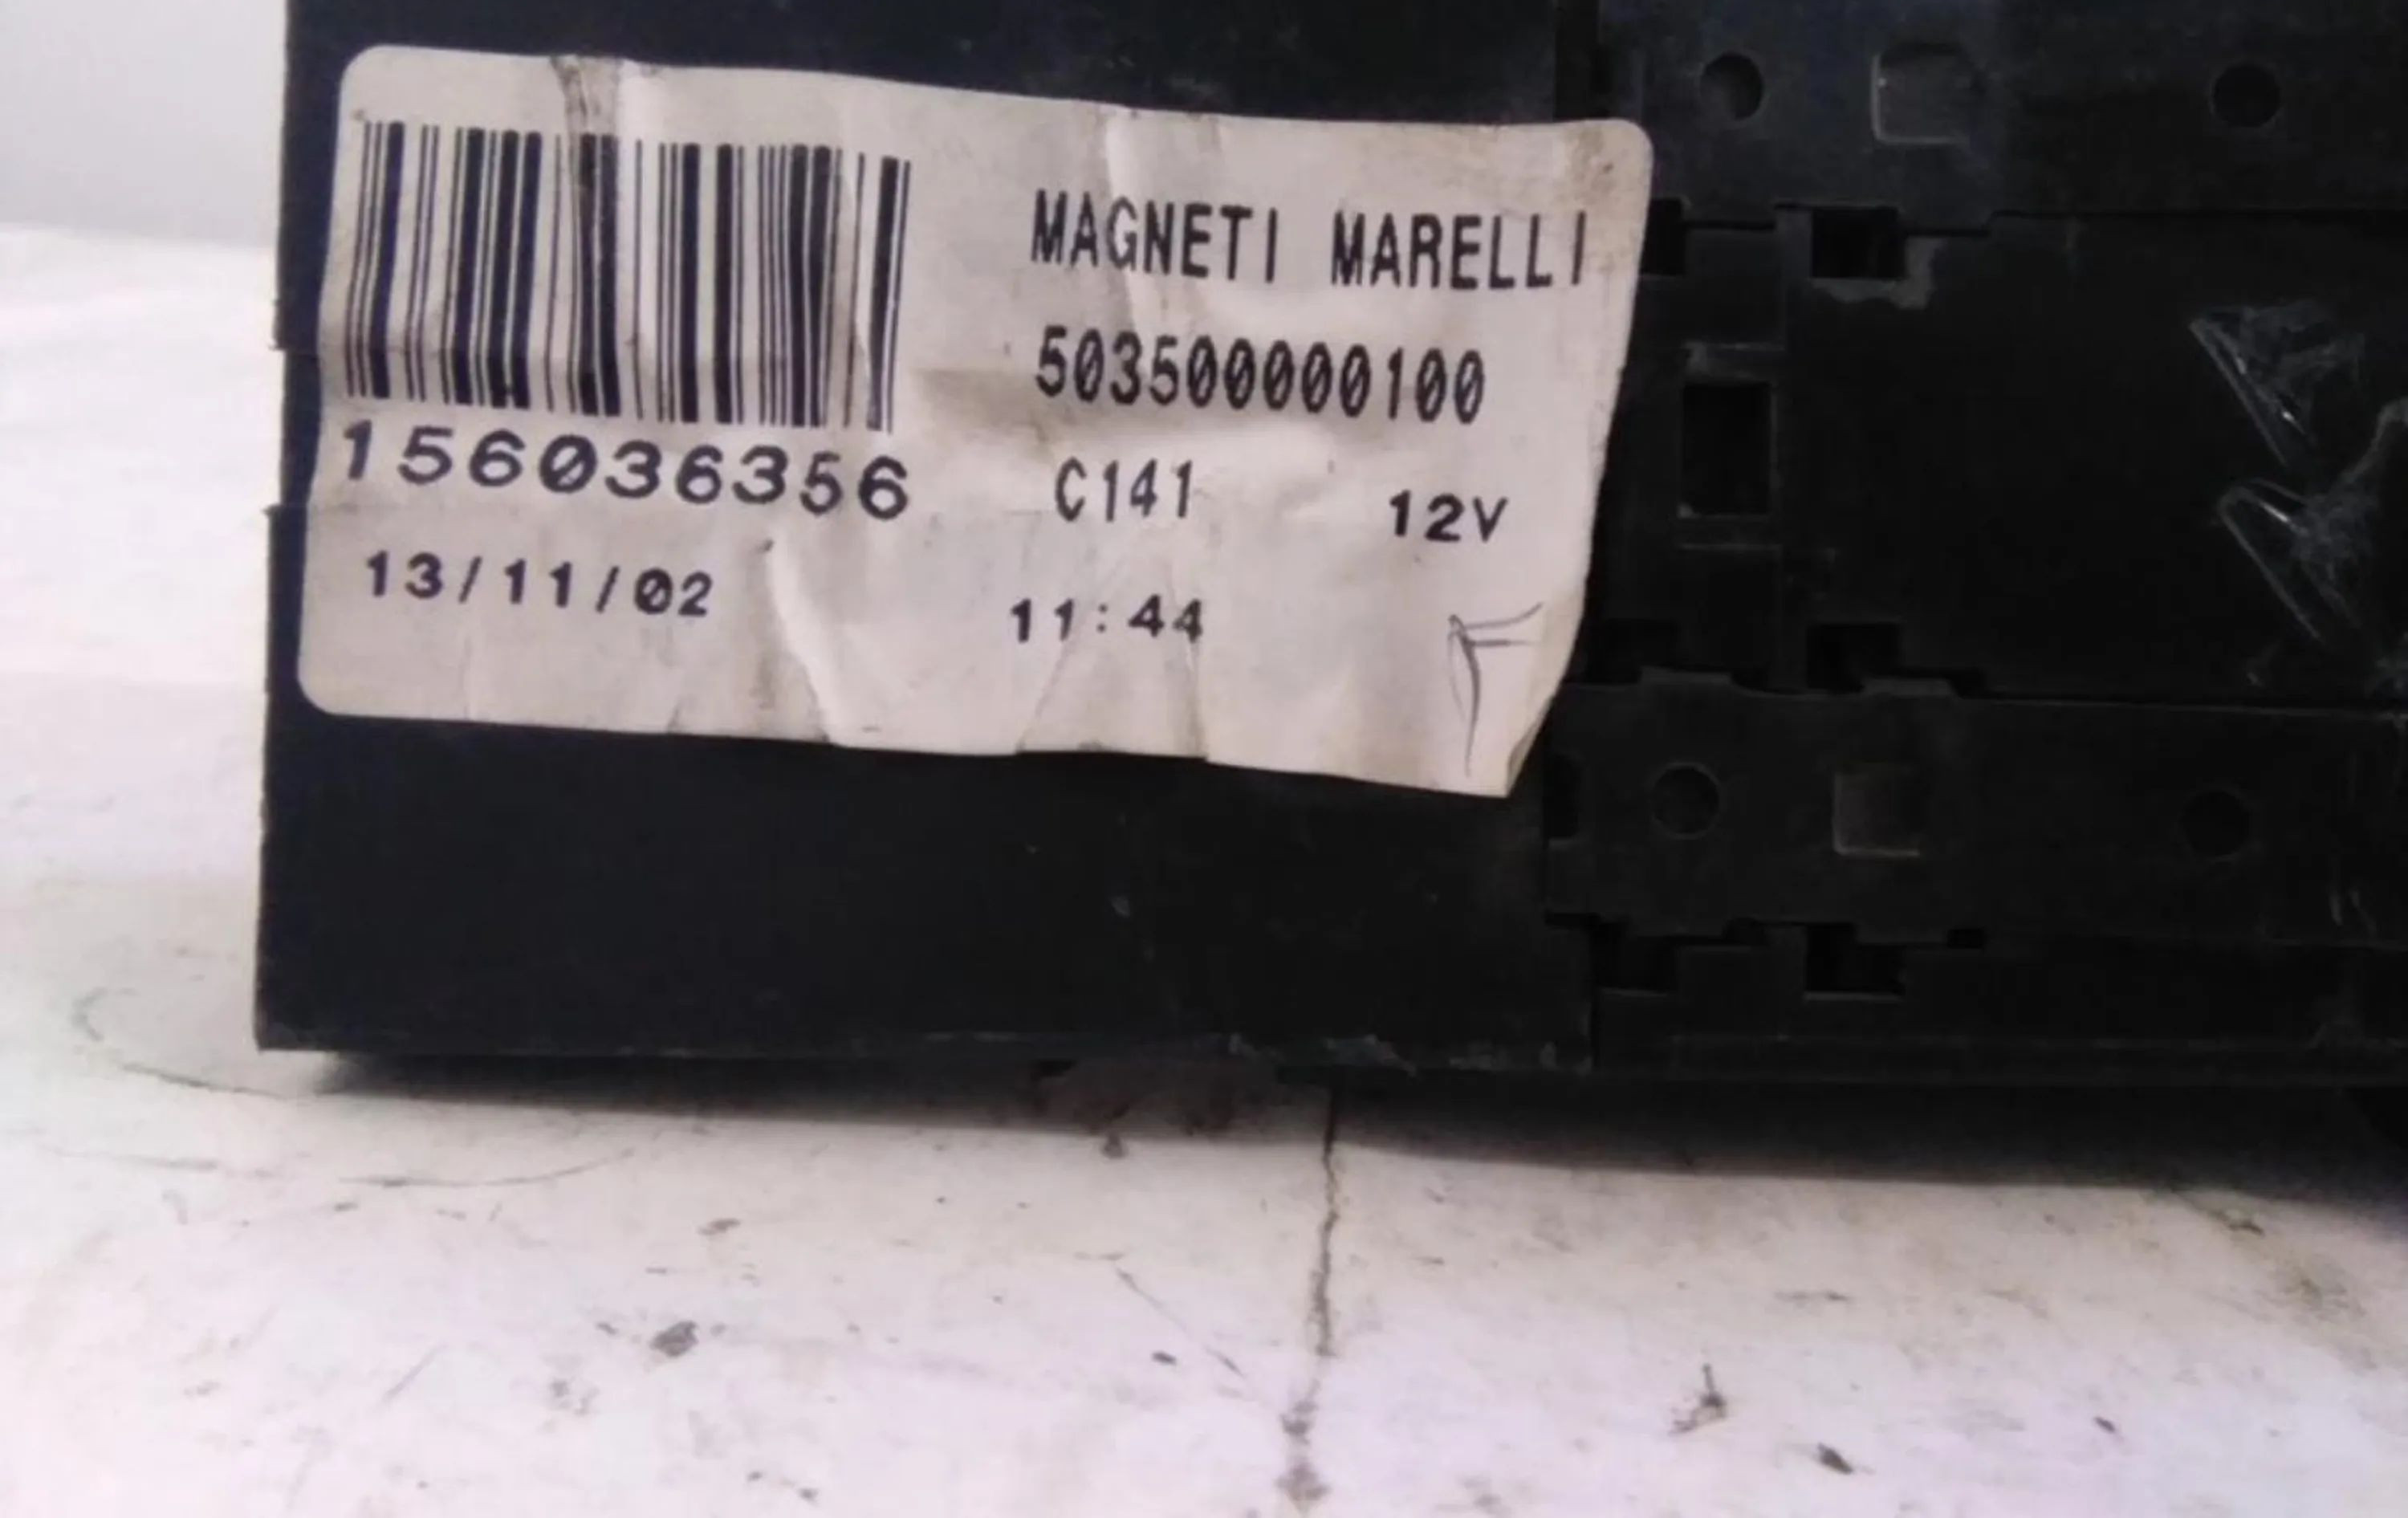 MAGNETI MARELLI
503500000100
156036356
C141 12V
13/11/02 11:44